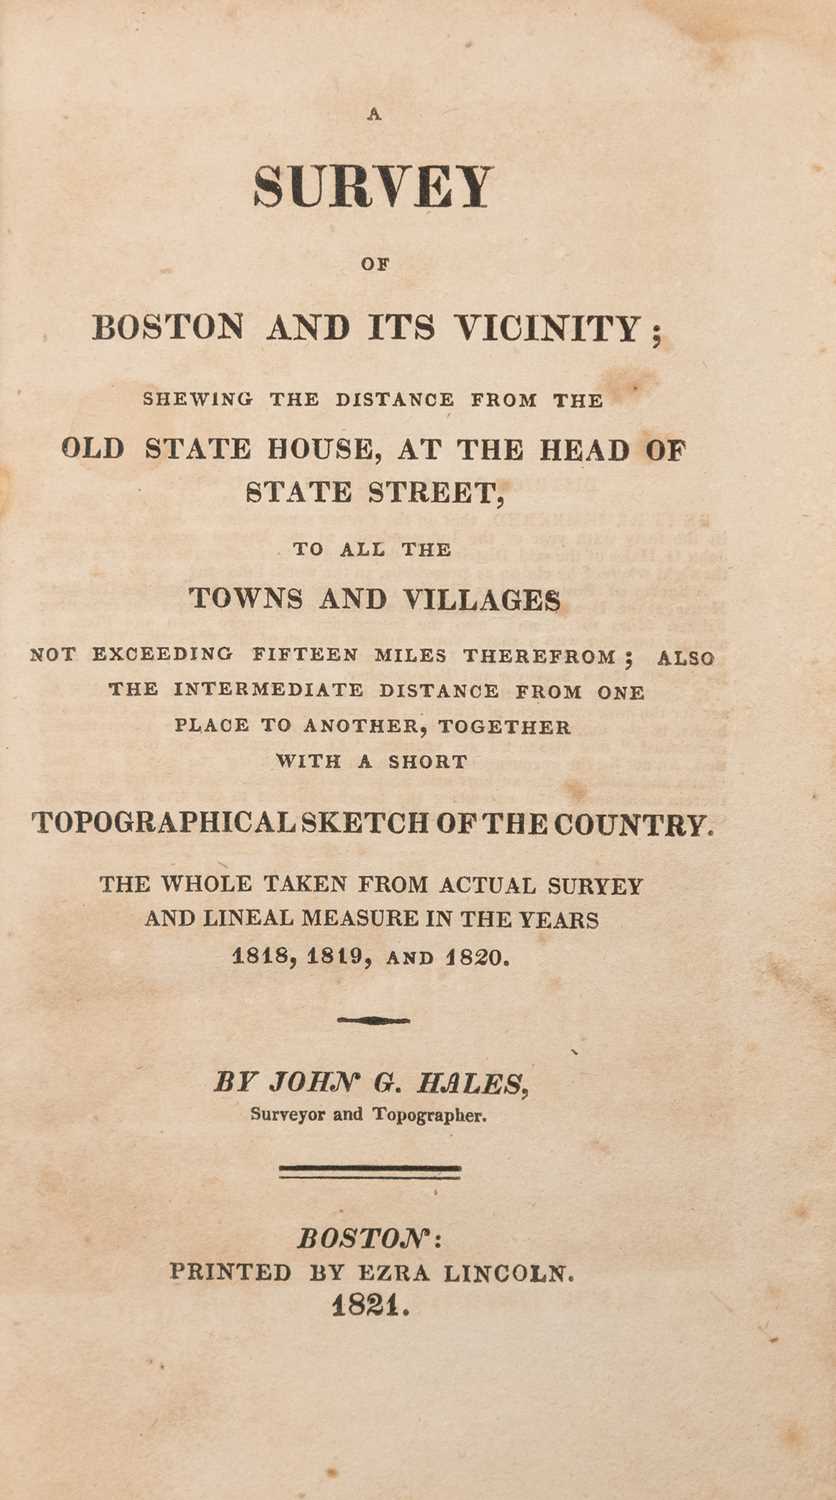 A
SURVEY
OF
BOSTON AND ITS VICINITY;
SHEWING THE DISTANCE FROM THE
OLD STATE HOUSE, AT THE HEAD OF
STATE STREET,
TO ALL THE
TOWNS AND VILLAGES
NOT EXCEEDING FIFTEEN MILES THEREFROM; ALSO
THE INTERMEDIATE DISTANCE FROM ONE
PLACE TO ANOTHER, TOGETHER
WITH A SHORT
TOPOGRAPHICAL SKETCH OF THE COUNTRY.
THE WHOLE TAKEN FROM ACTUAL SURVEY
AND LINEAL MEASURE IN THE YEARS
1818, 1819, AND 1820.
BY JOHN G. HALES,
Surveyor and Topographer.
BOSTON:
PRINTED BY EZRA LINCOLN.
1821.